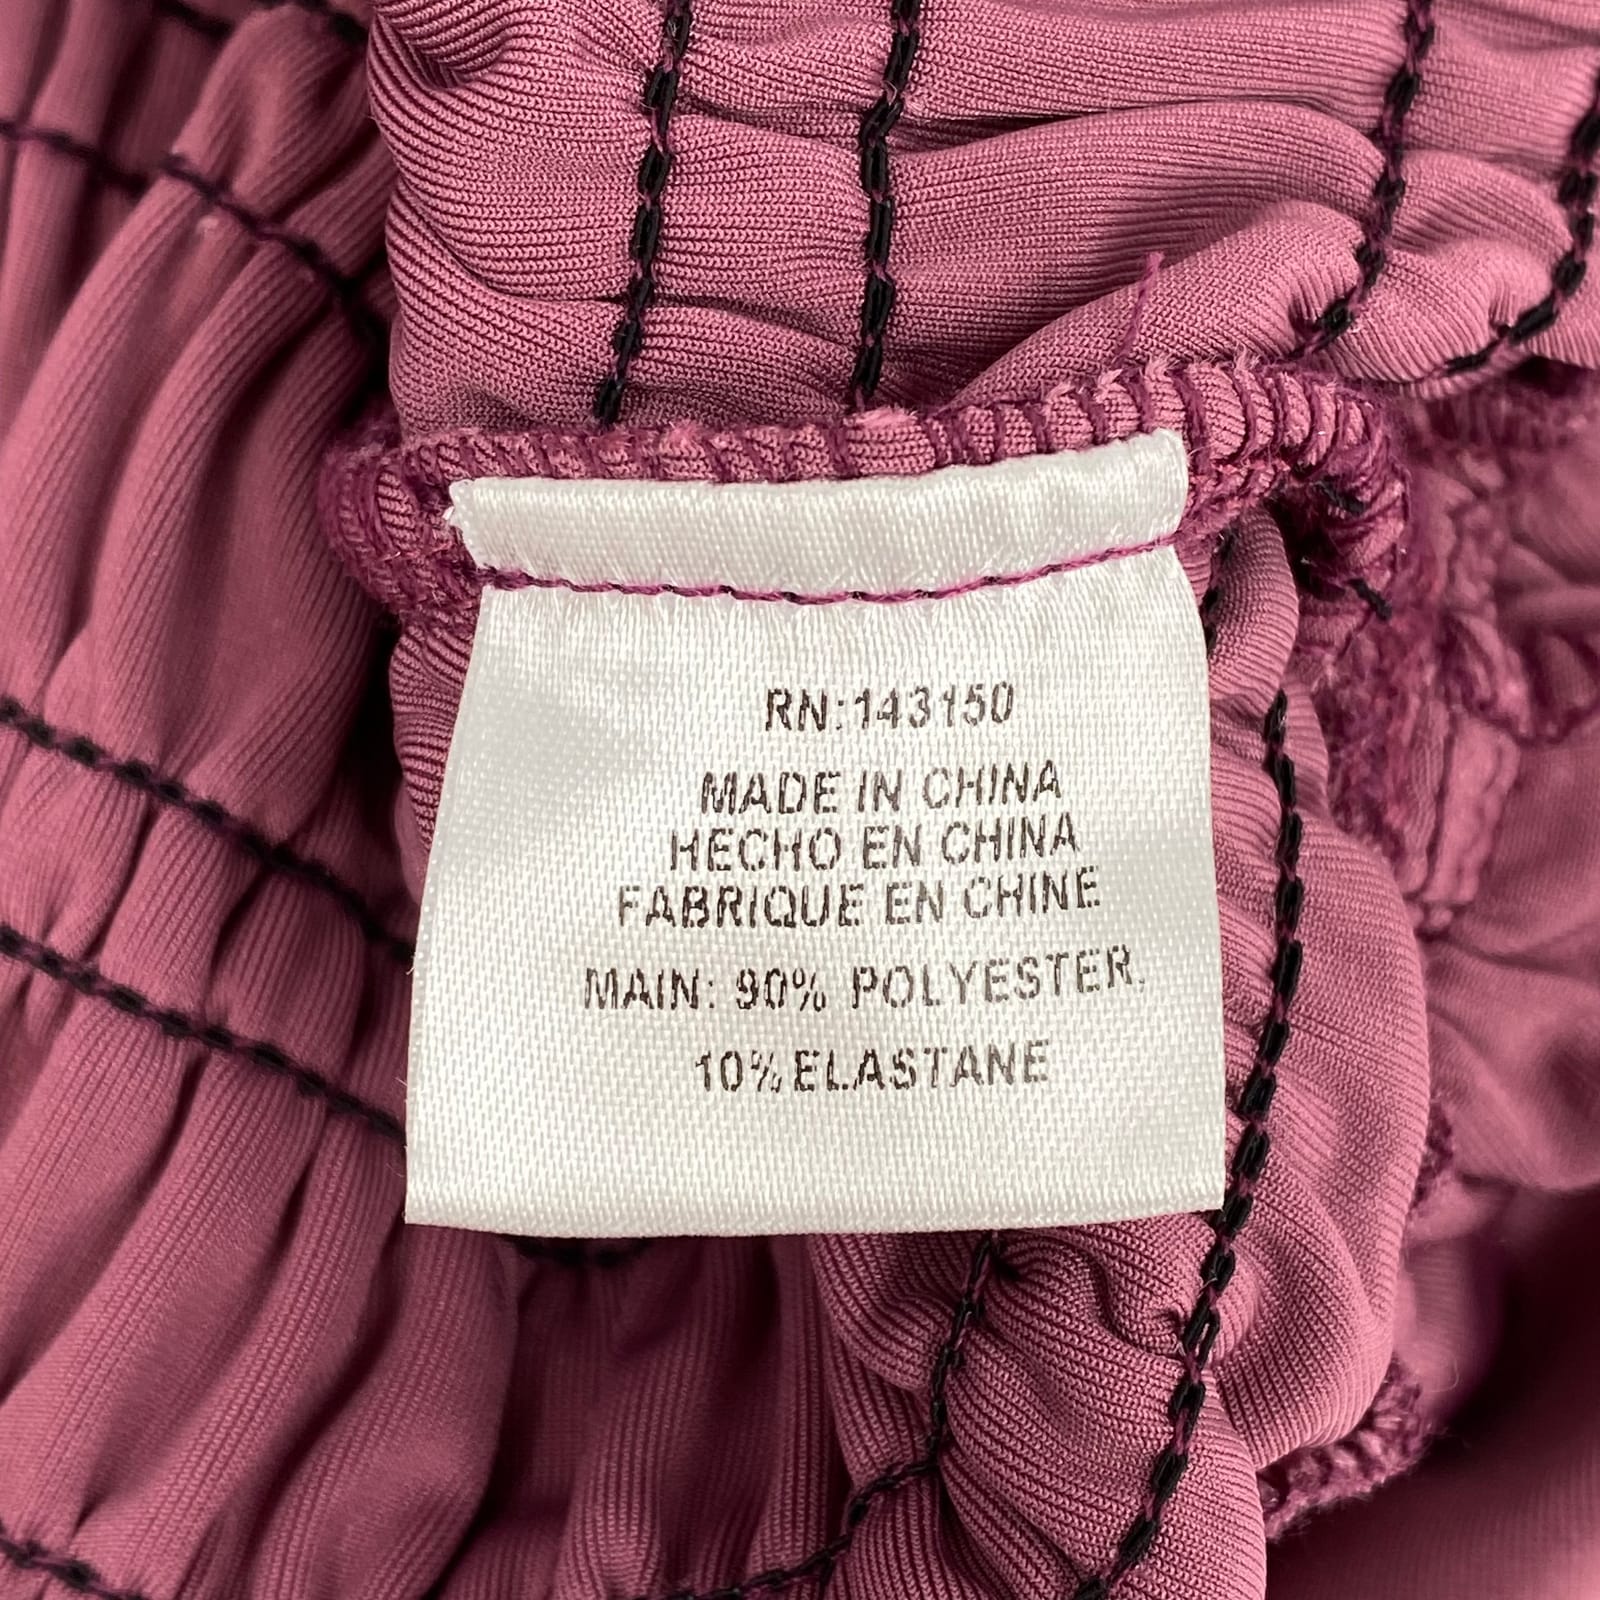 RN:143150
MADE IN CHINA
HECHO EN CHINA
FABRIQUE EN CHINE
MAIN: 90% POLYESTER,
10%ELASTANE